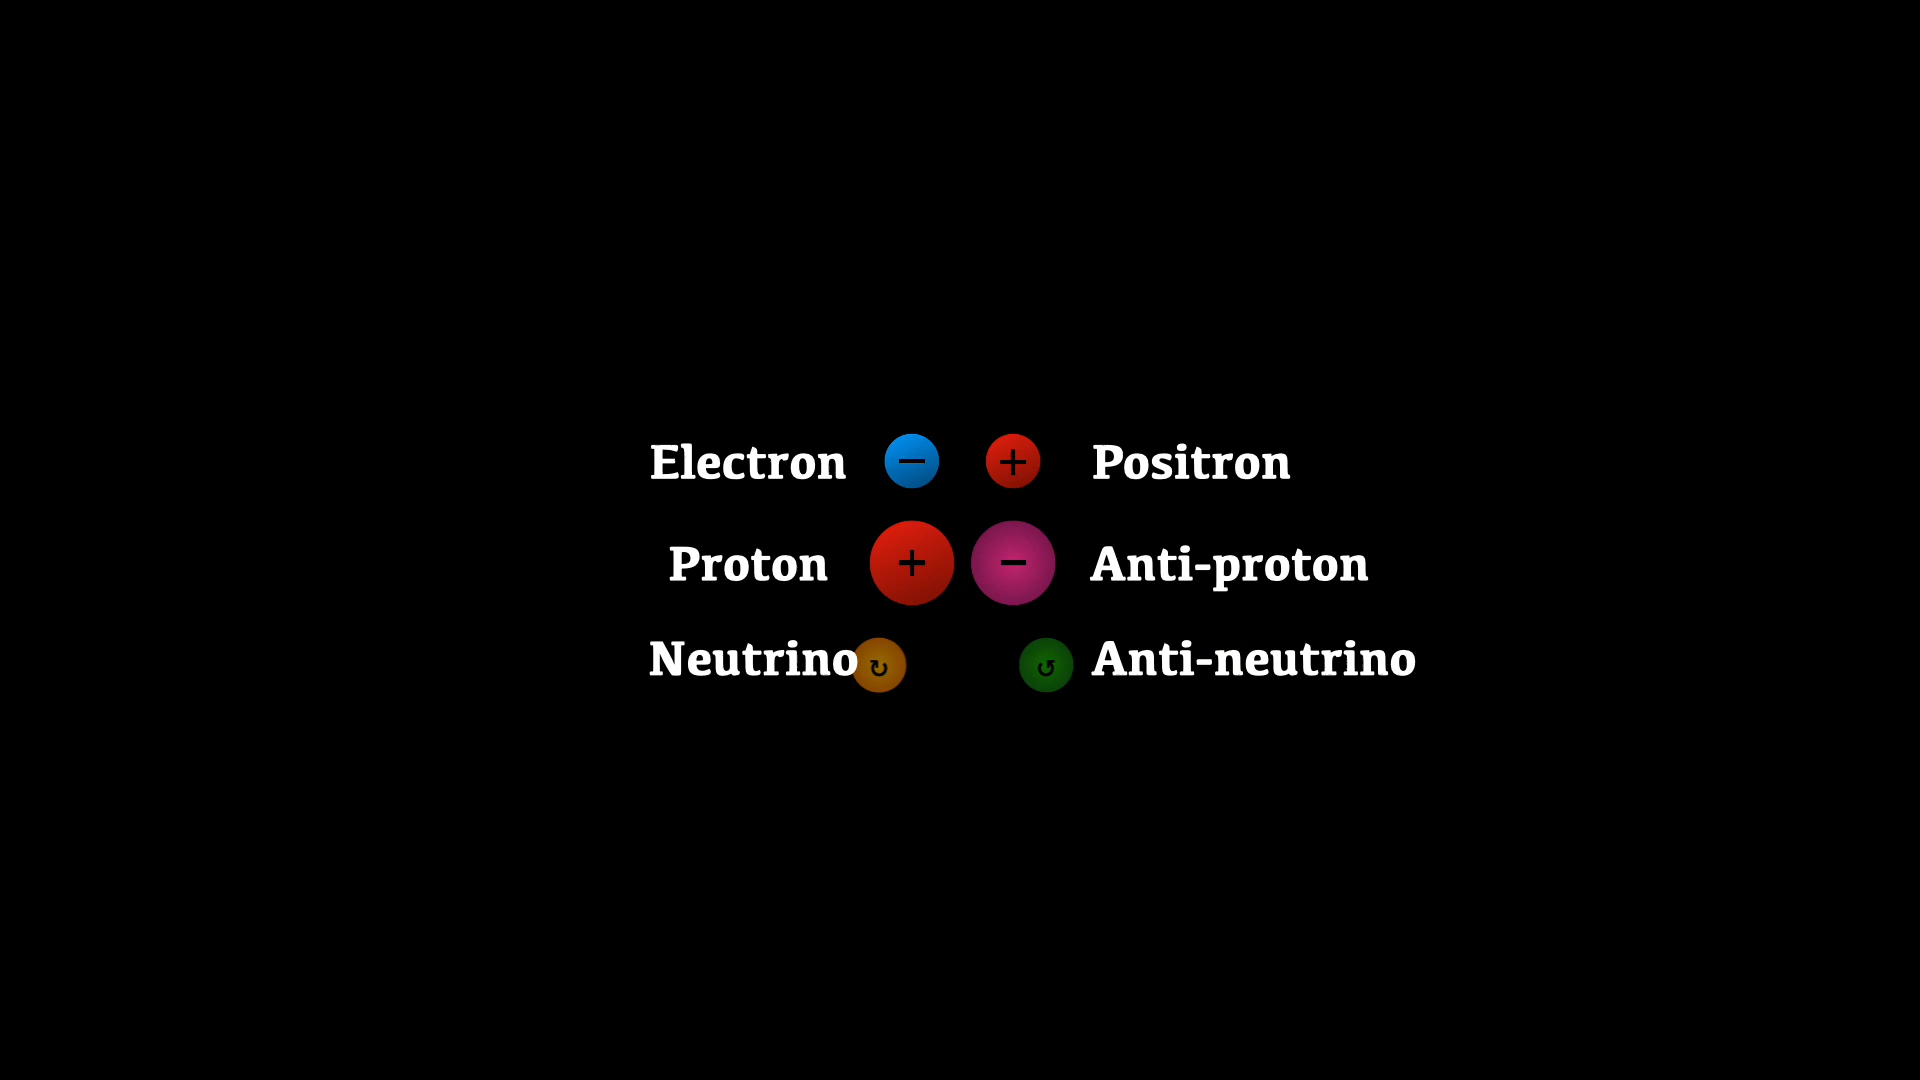 Electron − + Positron
Proton + − Anti-proton
Neutrino ↻ ↺ Anti-neutrino